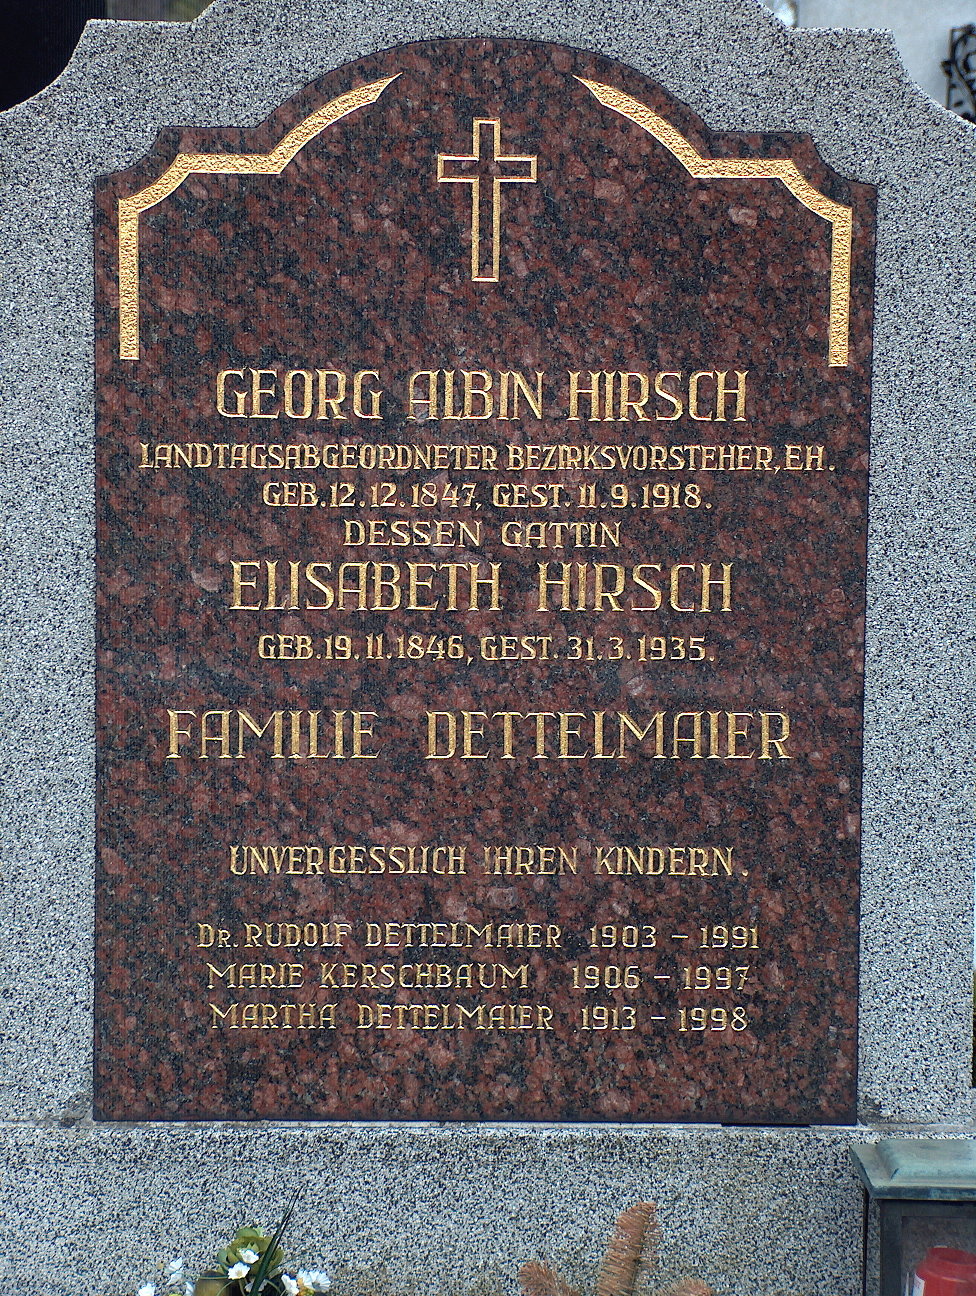 GEORG ALBIN HIRSCH
LANDTAGSABGEORDNETER BEZIRKSVORSTEHER, EH.
GEB. 12. 12. 1847, GEST. 11. 9. 1918.
DESSEN GATTIN
ELISABETH HIRSCH
GEB. 19. 11. 1846, GEST. 31. 3. 1935.
FAMILIE DETTELMAIER
UNVERGESSLICH IHREN KINDERN.
DR. RUDOLF DETTELMAIER 1903 - 1991
MARIE KERSCHBAUM 1906 - 1997
MARTHA DETTELMAIER 1911 - 1998